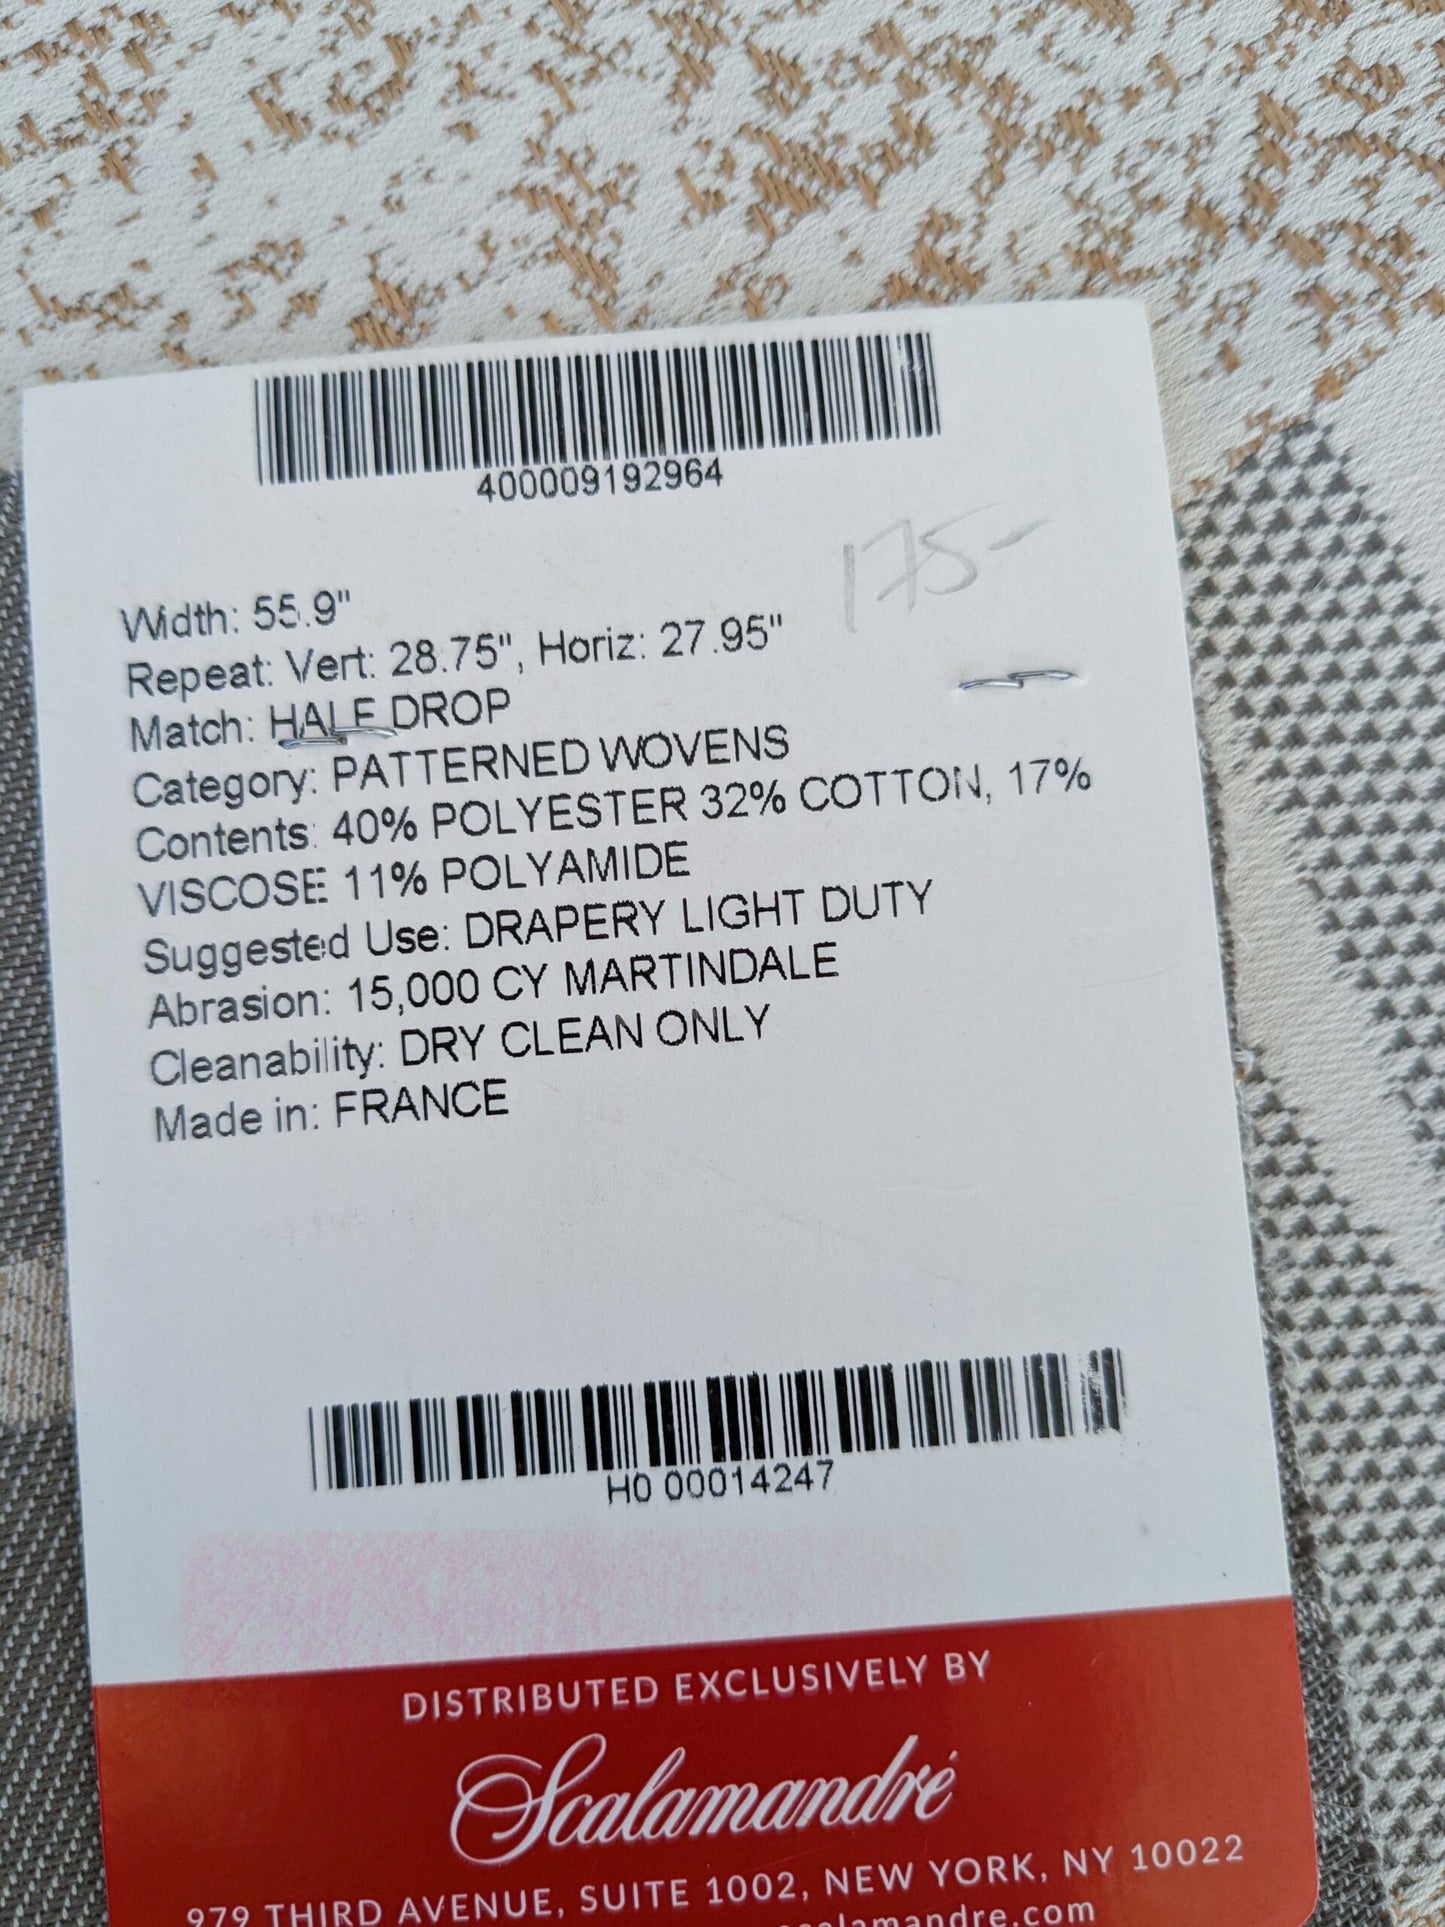 400009192964
175-
Width: 55.9"
Repeat: Vert: 28.75", Horiz: 27.95"
Match: HALF DROP
Category: PATTERNED WOVENS
Contents: 40% POLYESTER 32% COTTON, 17%
VISCOSE 11% POLYAMIDE
Suggested Use: DRAPERY LIGHT DUTY
Abrasion: 15,000 CY MARTINDALE
Cleanability: DRY CLEAN ONLY
Made in: FRANCE
H0 00014247
DISTRIBUTED EXCLUSIVELY BY
Scalamandré
979 THIRD AVENUE, SUITE 1002, NEW YORK, NY 10022
scalamandre.com